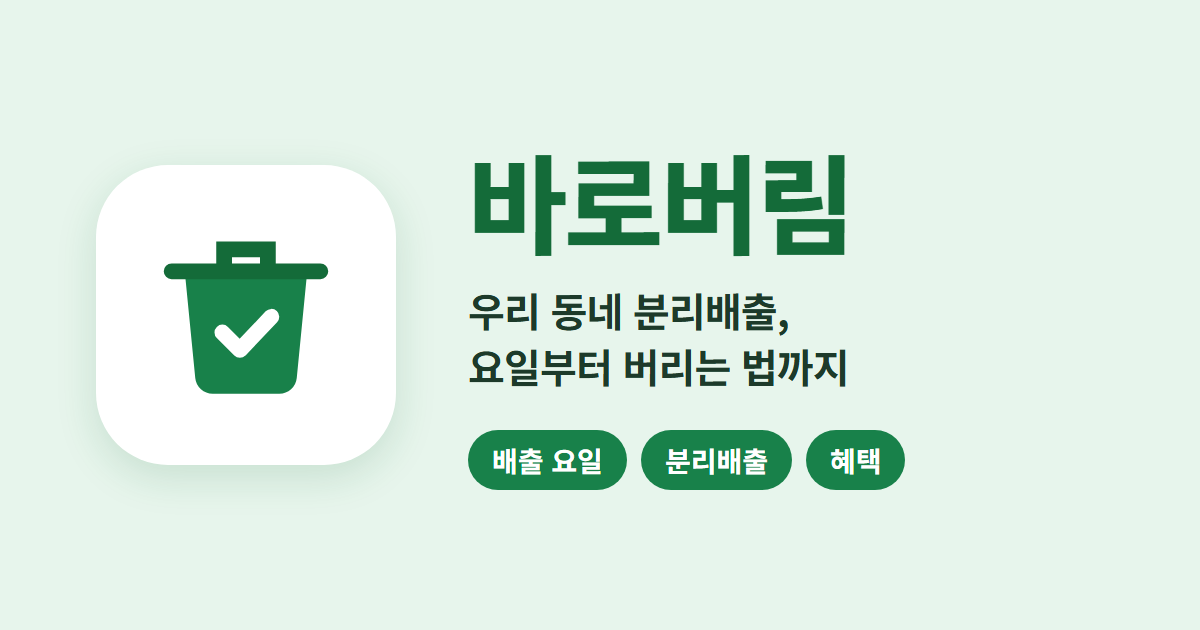 바로버림
우리 동네 분리배출,
요일부터 버리는 법까지
배출 요일
분리배출
혜택